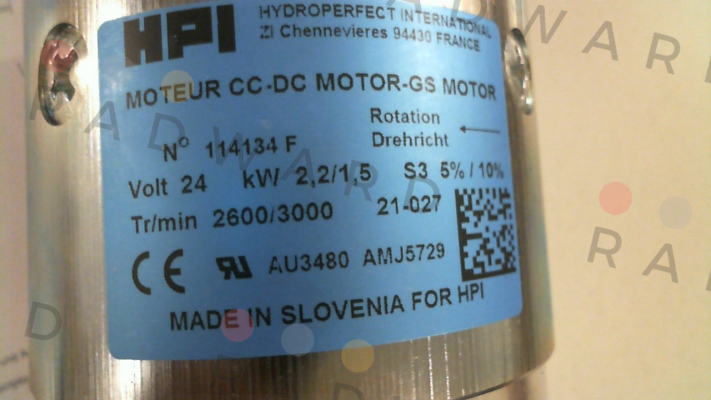 HPI
HYDROPERFECT INTERNATIONAL
ZI Chennevieres 94430 FRANCE
MOTEUR CC-DC MOTOR-GS MOTOR
Rotation
Drehricht ←
N° 114134 F
Volt 24 kW 2,2/1,5 S3 5% / 10%
Tr/min 2600/3000 21-027
CE RU AU3480 AMJ5729
MADE IN SLOVENIA FOR HPI
RADWARD